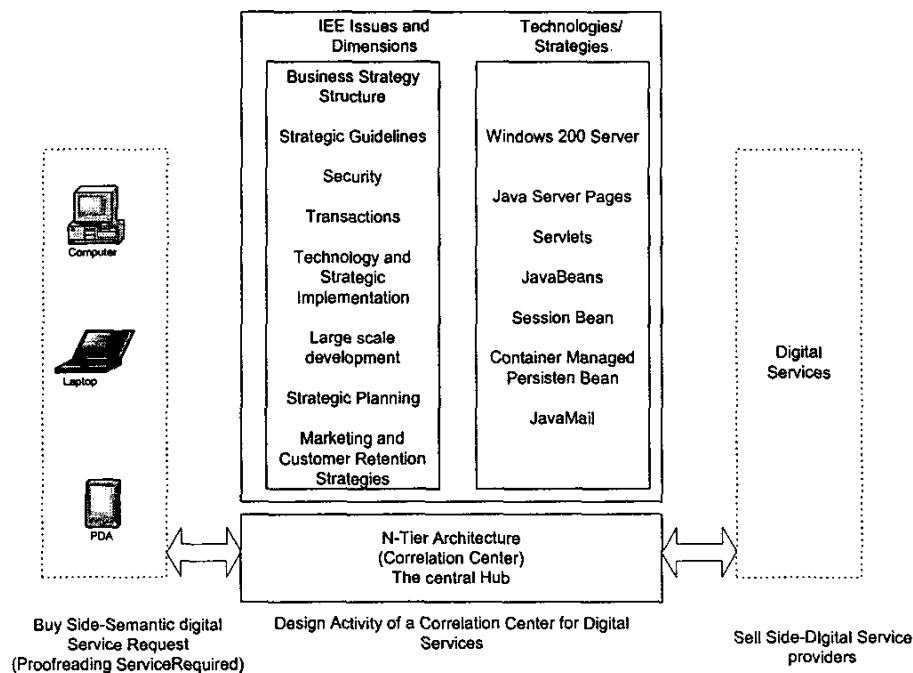 IEE Issues and
Dimensions
Business Strategy
Structure
Strategic Guidelines
Security
Transactions
Technology and
Strategic
Implementation
Large scale
development
Strategic Planning
Marketing and
Customer Retention
Strategies
Technologies/
Strategies
Windows 200 Server
Java Server Pages
Servlets
JavaBeans
Session Bean
Container Managed
Persisten Bean
JavaMail
Computer
Laptop
PDA
Digital
Services
N-Tier Architecture
(Correlation Center)
The central Hub
Buy Side-Semantic digital
Service Request
(Proofreading ServiceRequired)
Design Activity of a Correlation Center for Digital
Services
Sell Side-Digital Service
providers